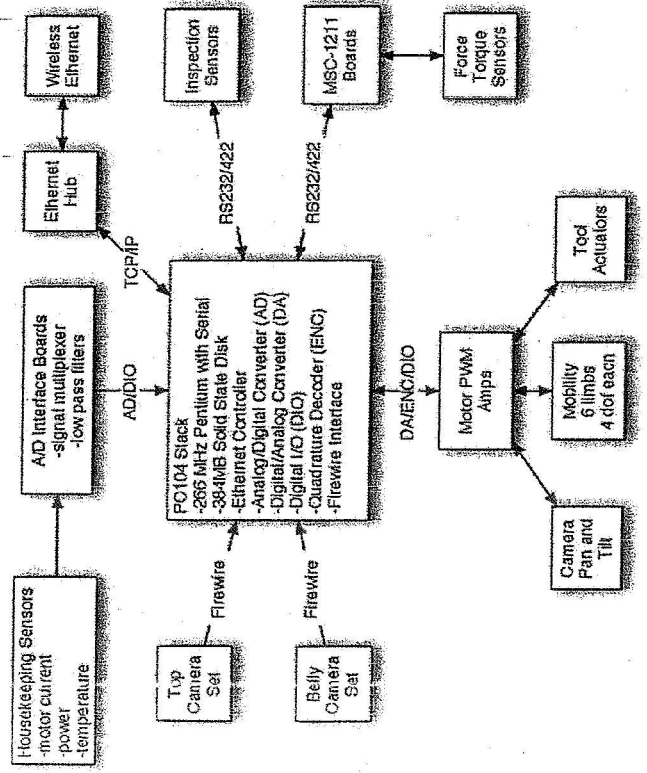 Housekeeping Sensors
-motor current
-power
-temperature
A/D Interface Boards
-signal multiplexer
-low pass filters
Ethernet
Hub
Wireless
Ethernet
AD/DIO
TCP/IP
Top
Camera
Set
Firewire
Belly
Camera
Set
Firewire
PC104 Stack
-266 MHz Pentium with Serial
-384MB Solid State Disk
-Ethernet Controller
-Analog/Digital Converter (AD)
-Digital/Analog Converter (DA)
-Digital I/O (DIO)
-Quadrature Decoder (ENC)
-Firewire Interface
RS232/422
Inspection
Sensors
RS232/422
MSC-1211
Boards
Force
Torque
Sensors
DA/ENC/DIO
Motor PWM
Amps
Camera
Pan and
Tilt
Mobility
6 limbs
4 dof each
Tool
Actuators